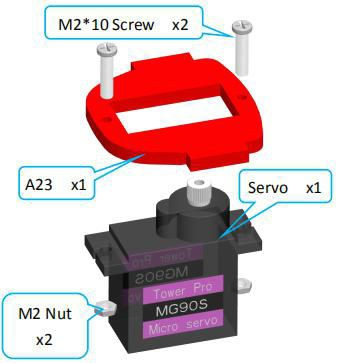 M2*10 Screw x2
A23 x1
Servo x1
Tower Pro
MG90S
M2 Nut
x2
Tower Pro
MG90S
Micro servo